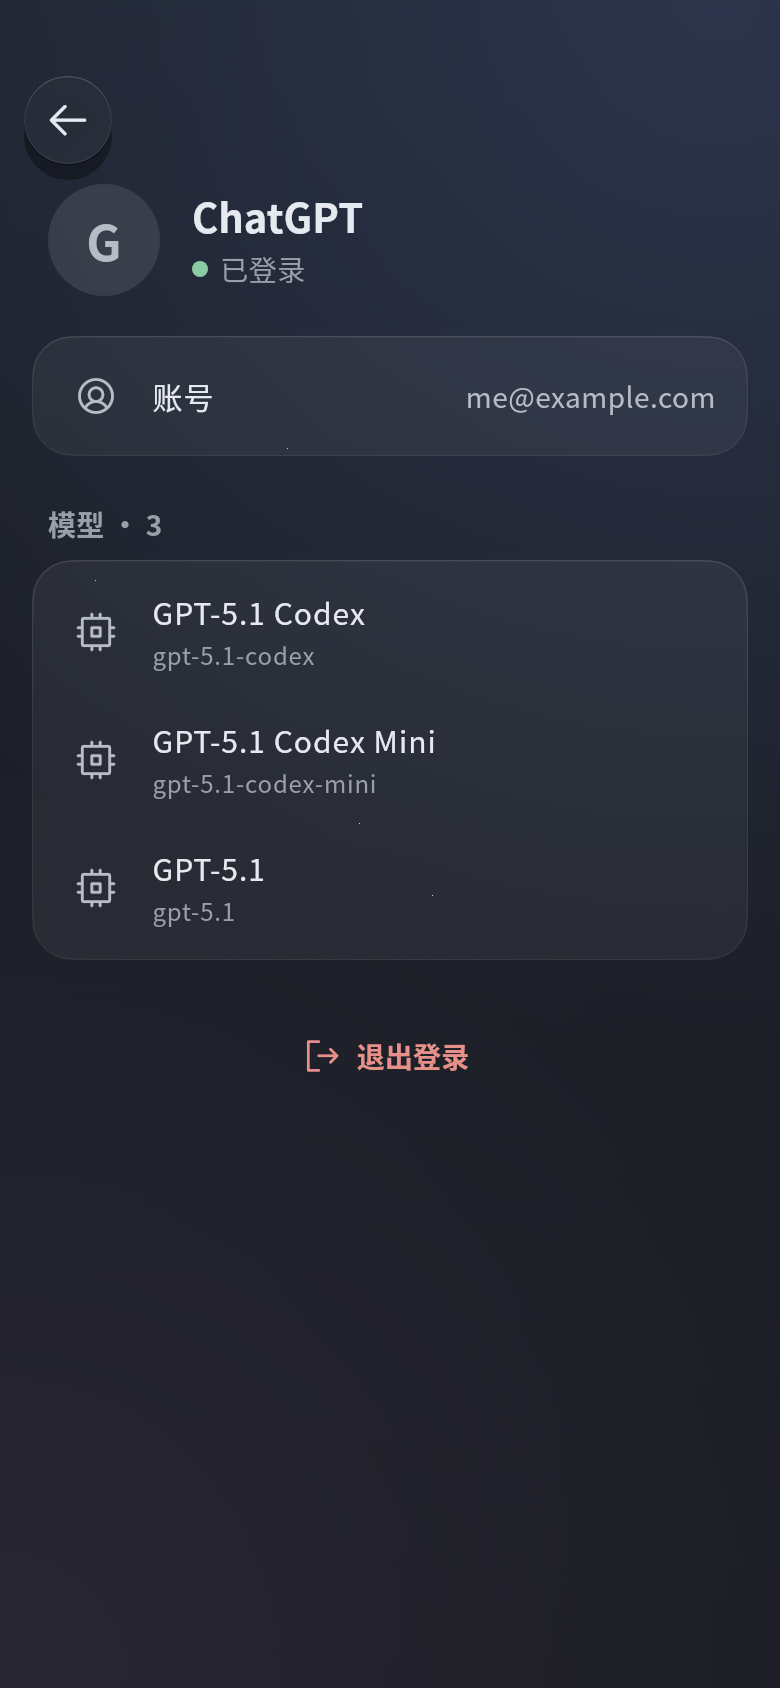 G
ChatGPT
已登录
账号 me@example.com
模型 · 3
GPT-5.1 Codex
gpt-5.1-codex
GPT-5.1 Codex Mini
gpt-5.1-codex-mini
GPT-5.1
gpt-5.1
退出登录